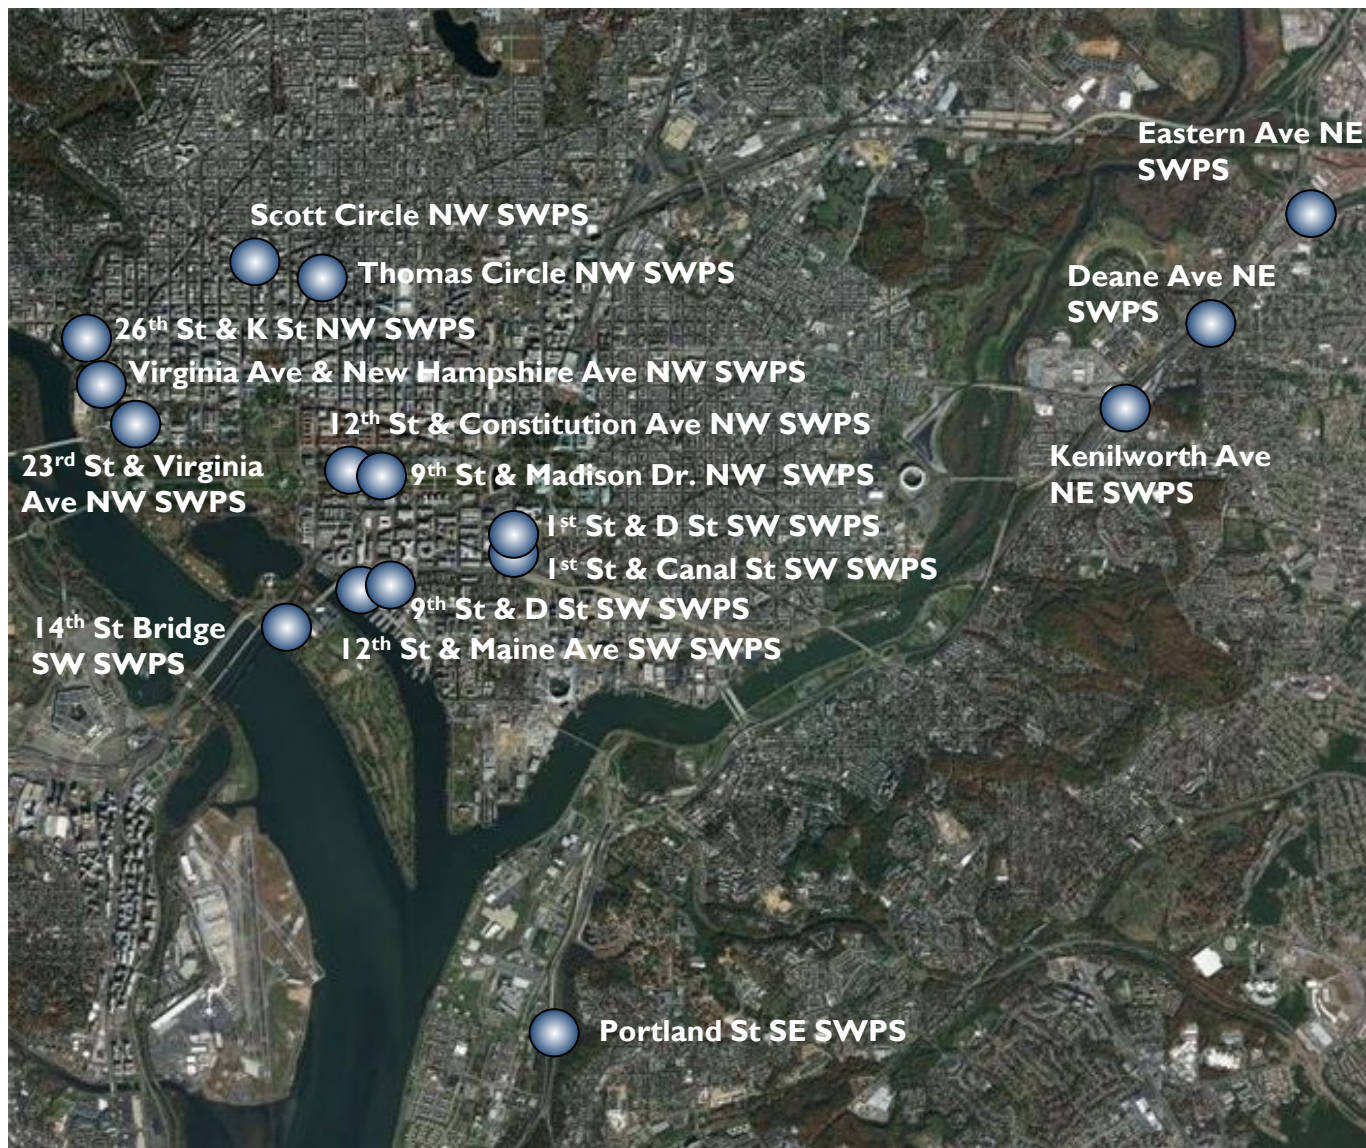 Eastern Ave NE
SWPS
Scott Circle NW SWPS
Thomas Circle NW SWPS
Deane Ave NE
SWPS
26th St & K St NW SWPS
Virginia Ave & New Hampshire Ave NW SWPS
12th St & Constitution Ave NW SWPS
23rd St & Virginia
Ave NW SWPS
9th St & Madison Dr. NW SWPS
Kenilworth Ave
NE SWPS
1st St & D St SW SWPS
1st St & Canal St SW SWPS
9th St & D St SW SWPS
14th St Bridge
SW SWPS
12th St & Maine Ave SW SWPS
Portland St SE SWPS